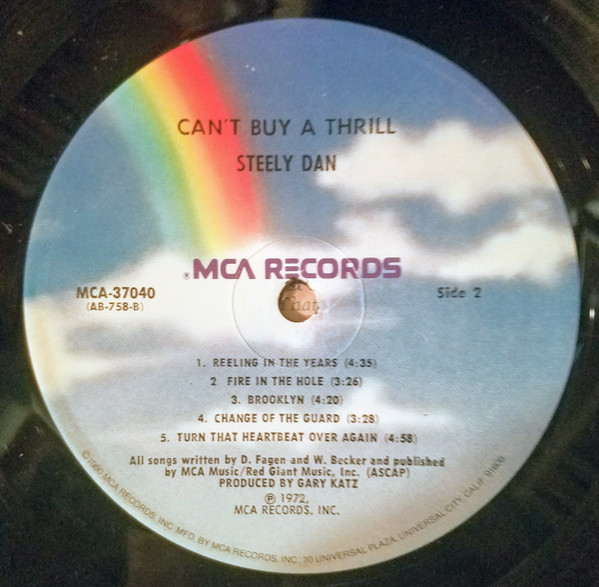 CAN'T BUY A THRILL
STEELY DAN
®MCA RECORDS
MCA-37040
(AB-758-B)
Side 2
1. REELING IN THE YEARS (4:35)
2. FIRE IN THE HOLE (3:26)
3. BROOKLYN (4:20)
4. CHANGE OF THE GUARD (3:28)
5. TURN THAT HEARTBEAT OVER AGAIN (4:58)
All songs written by D. Fagen and W. Becker and published
by MCA Music/Red Giant Music, Inc. (ASCAP)
PRODUCED BY GARY KATZ
℗ 1972,
MCA RECORDS, INC.
©1980 MCA RECORDS, INC. MFD. BY MCA RECORDS, INC. 70 UNIVERSAL PLAZA, UNIVERSAL CITY, CALIF.